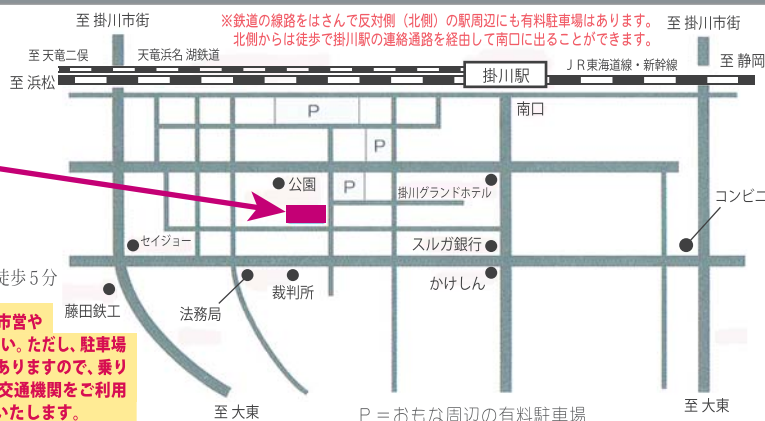 至 掛川市街
※鉄道の線路をはさんで反対側（北側）の駅周辺にも有料駐車場はあります。
北側からは徒歩で掛川駅の連絡通路を経由して南口に出ることができます。
至 掛川市街
至 天竜二俣
天竜浜名 湖鉄道
掛川駅
ＪＲ東海道線・新幹線
至 静岡
至 浜松
南口
P
P
公園
P
掛川グランドホテル
コンビニ
セイジョー
スルガ銀行
徒歩5分
かけしん
藤田鉄工
法務局
裁判所
市営や
い。ただし、駐車場
ありますので、乗り
交通機関をご利用
いたします。
至 大東
P＝おもな周辺の有料駐車場
至 大東